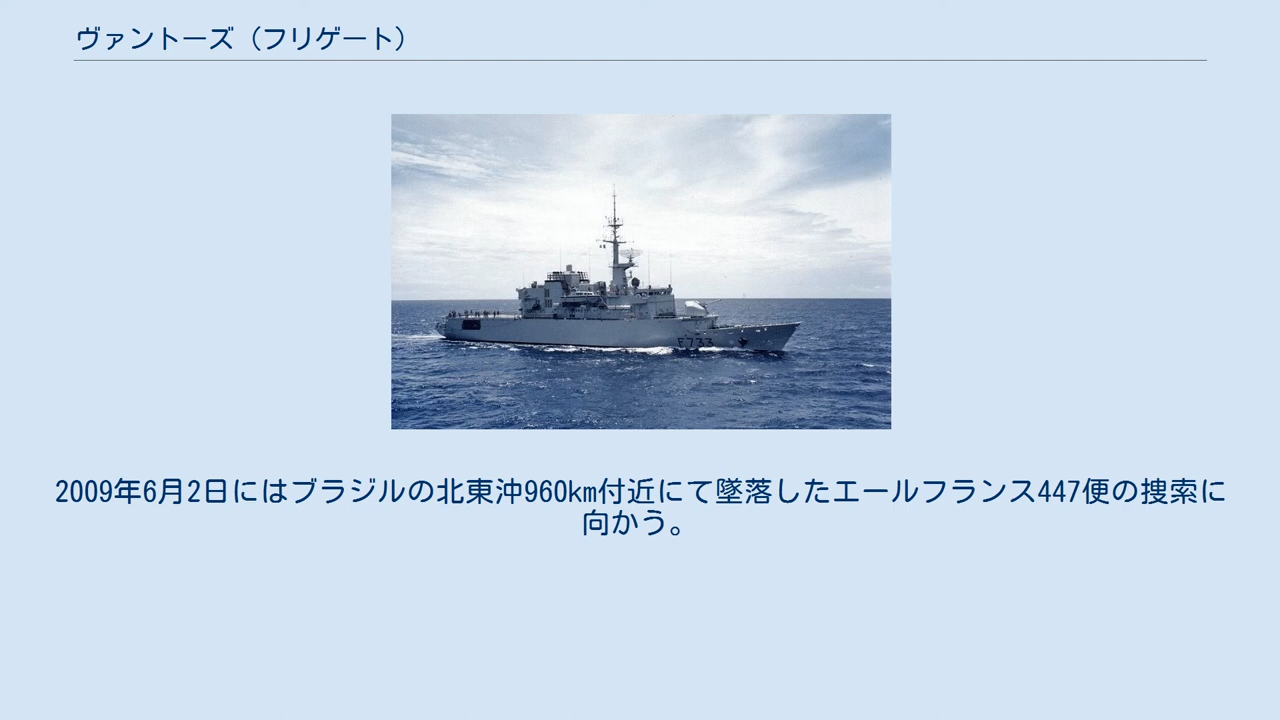 ヴァントーズ（フリゲート）
F733
2009年6月2日にはブラジルの北東沖960km付近にて墜落したエールフランス447便の捜索に
向かう。